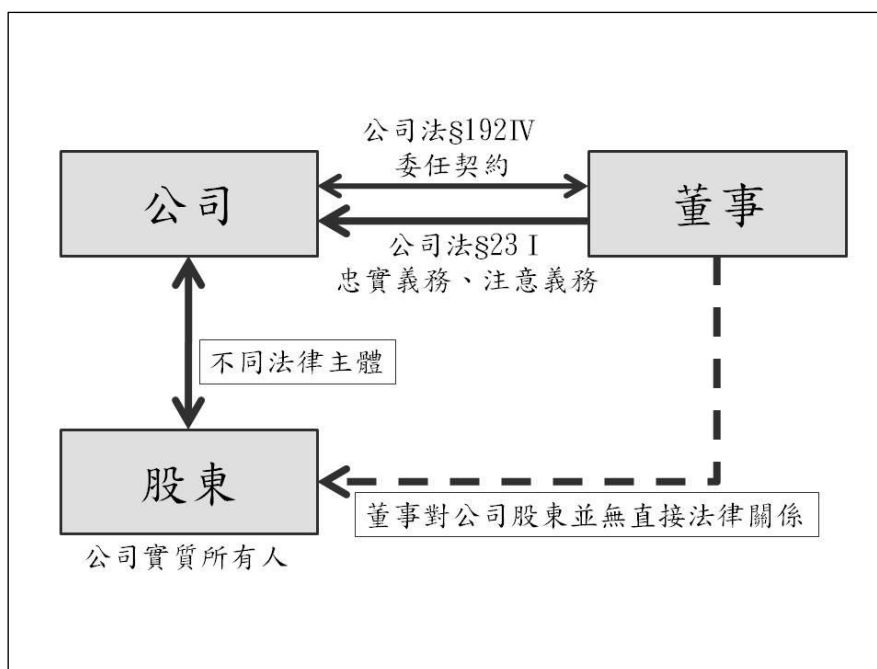 公司法§192Ⅳ
委任契約
公司
董事
公司法§23Ⅰ
忠實義務、注意義務
不同法律主體
股東
董事對公司股東並無直接法律關係
公司實質所有人